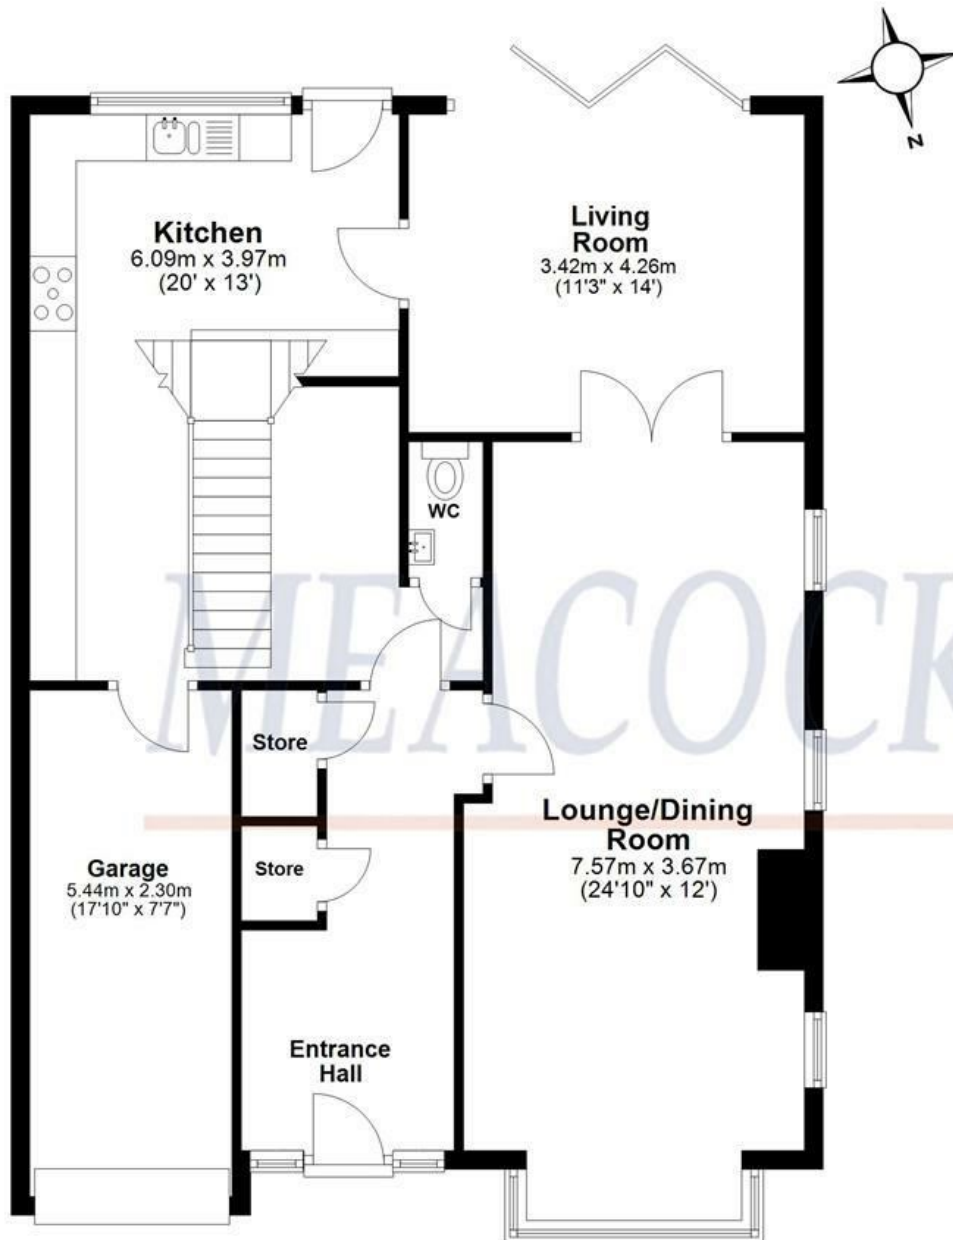 N
Kitchen
6.09m x 3.97m
(20' x 13')
Living
Room
3.42m x 4.26m
(11'3" x 14')
WC
MEACOCK
Store
Store
Garage
5.44m x 2.30m
(17'10" x 7'7")
Lounge/Dining
Room
7.57m x 3.67m
(24'10" x 12')
Entrance
Hall